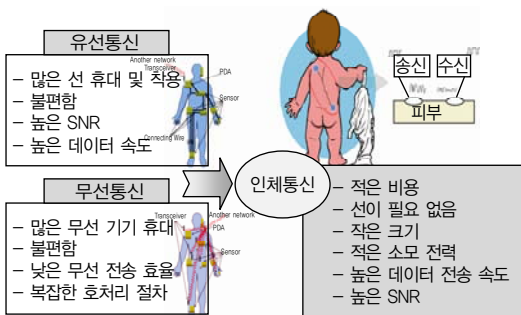 유선통신
– 많은 선 휴대 및 착용
– 불편함
– 높은 SNR
– 높은 데이터 속도
Another network
Transceiver
PDA
Sensor
Connecting Wire
송신
수신
피부
무선통신
– 많은 무선 기기 휴대
– 불편함
– 낮은 무선 전송 효율
– 복잡한 호처리 절차
Transceiver
Another network
PDA
Sensor
인체통신
– 적은 비용
– 선이 필요 없음
– 작은 크기
– 적은 소모 전력
– 높은 데이터 전송 속도
– 높은 SNR